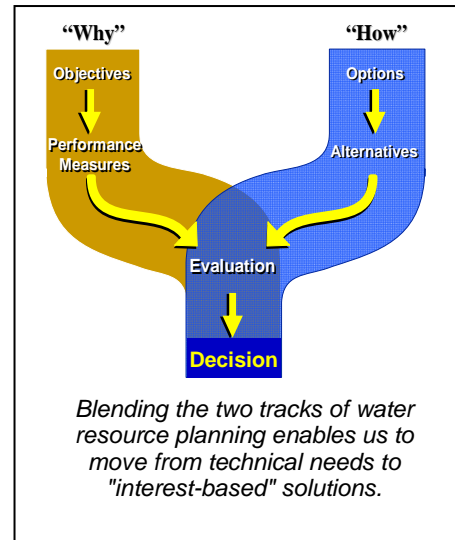 “Why”
“How”
Objectives
Options
Performance
Measures
Alternatives
Evaluation
Decision
Blending the two tracks of water
resource planning enables us to
move from technical needs to
"interest-based" solutions.